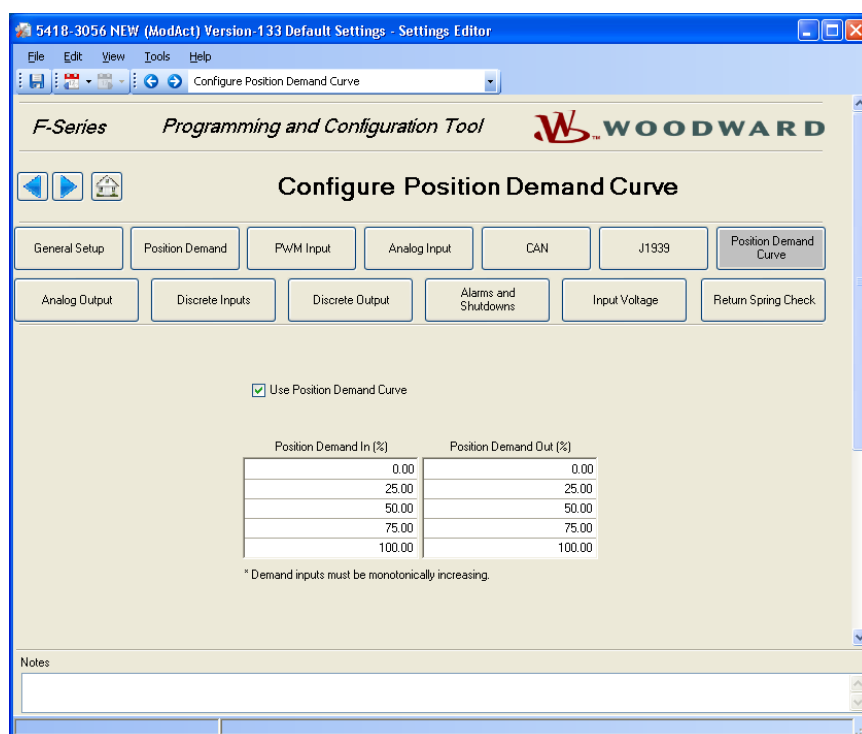 5418-3056 NEW (ModAct) Version-133 Default Settings - Settings Editor
File Edit View Tools Help
Configure Position Demand Curve
F-Series Programming and Configuration Tool WOODWARD
Configure Position Demand Curve
General Setup Position Demand PWM Input Analog Input CAN J1939 Position Demand Curve
Analog Output Discrete Inputs Discrete Output Alarms and Shutdowns Input Voltage Return Spring Check
Use Position Demand Curve
Position Demand In (%) Position Demand Out (%)
0.00 0.00
25.00 25.00
50.00 50.00
75.00 75.00
100.00 100.00
* Demand inputs must be monotonically increasing.
Notes